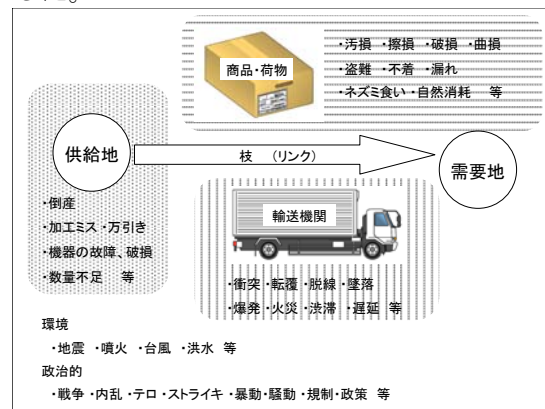 商品・荷物
・汚損 ・擦損 ・破損 ・曲損
・盗難 ・不着 ・漏れ
・ネズミ食い ・自然消耗 等
供給地
枝 （リンク）
需要地
・倒産
・加工ミス ・万引き
・機器の故障、破損
・数量不足 等
輸送機関
・衝突 ・転覆 ・脱線 ・墜落
・爆発 ・火災 ・渋滞 ・遅延 等
環境
・地震 ・噴火 ・台風 ・洪水 等
政治的
・戦争 ・内乱 ・テロ ・ストライキ ・暴動・騒動 ・規制・政策 等